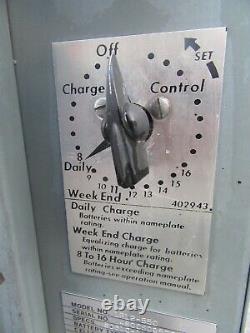 Off
SET
Charge Control
8
Daily
9 10 11 12 13 14 15 16
Week End
402943
Daily Charge
Batteries within nameplate
rating.
Week End Charge
Equalizing charge for batteries
within nameplate rating.
8 To 16 Hour Charge
Batteries exceeding nameplate
rating-see operation manual.
MODEL NO
SERIAL NO
BATTERY